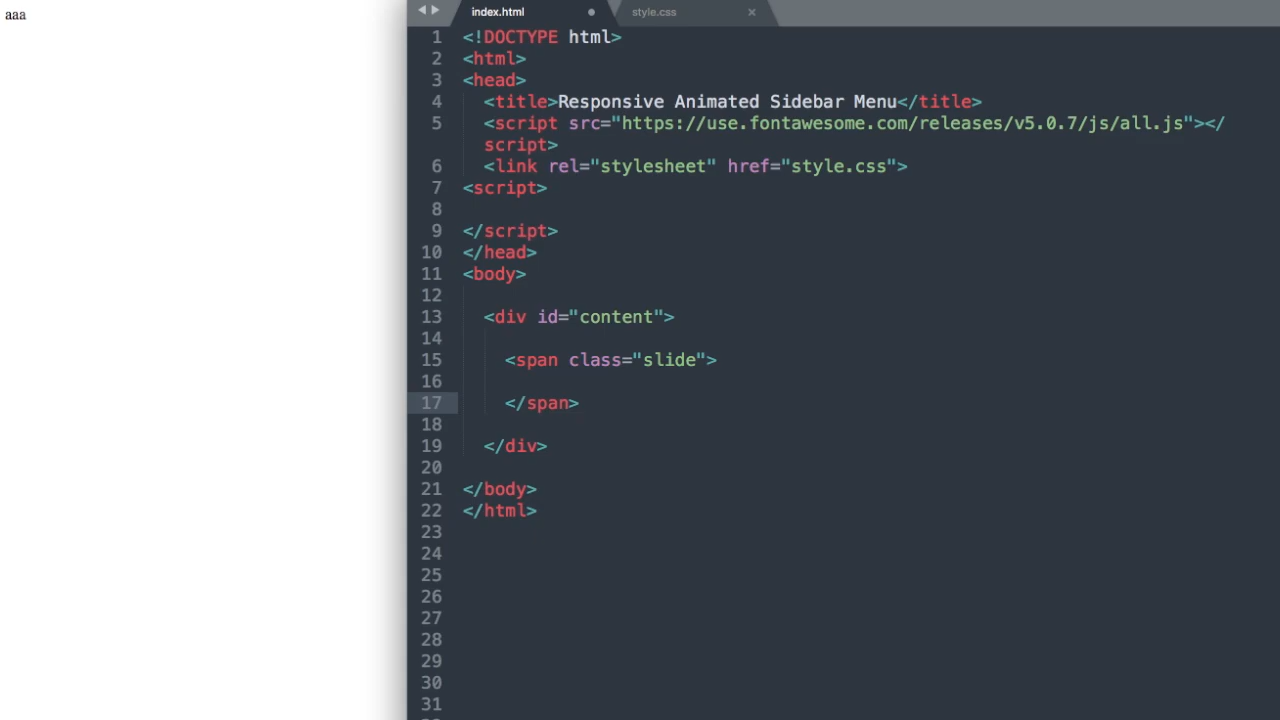 aaa
index.html
style.css
1 <!DOCTYPE html>
2 <html>
3 <head>
4 <title>Responsive Animated Sidebar Menu</title>
5 <script src="https://use.fontawesome.com/releases/v5.0.7/js/all.js"></
script>
6 <link rel="stylesheet" href="style.css">
7 <script>
8
9 </script>
10 </head>
11 <body>
12
13 <div id="content">
14
15 <span class="slide">
16
17 </span>
18
19 </div>
20
21 </body>
22 </html>
23
24
25
26
27
28
29
30
31